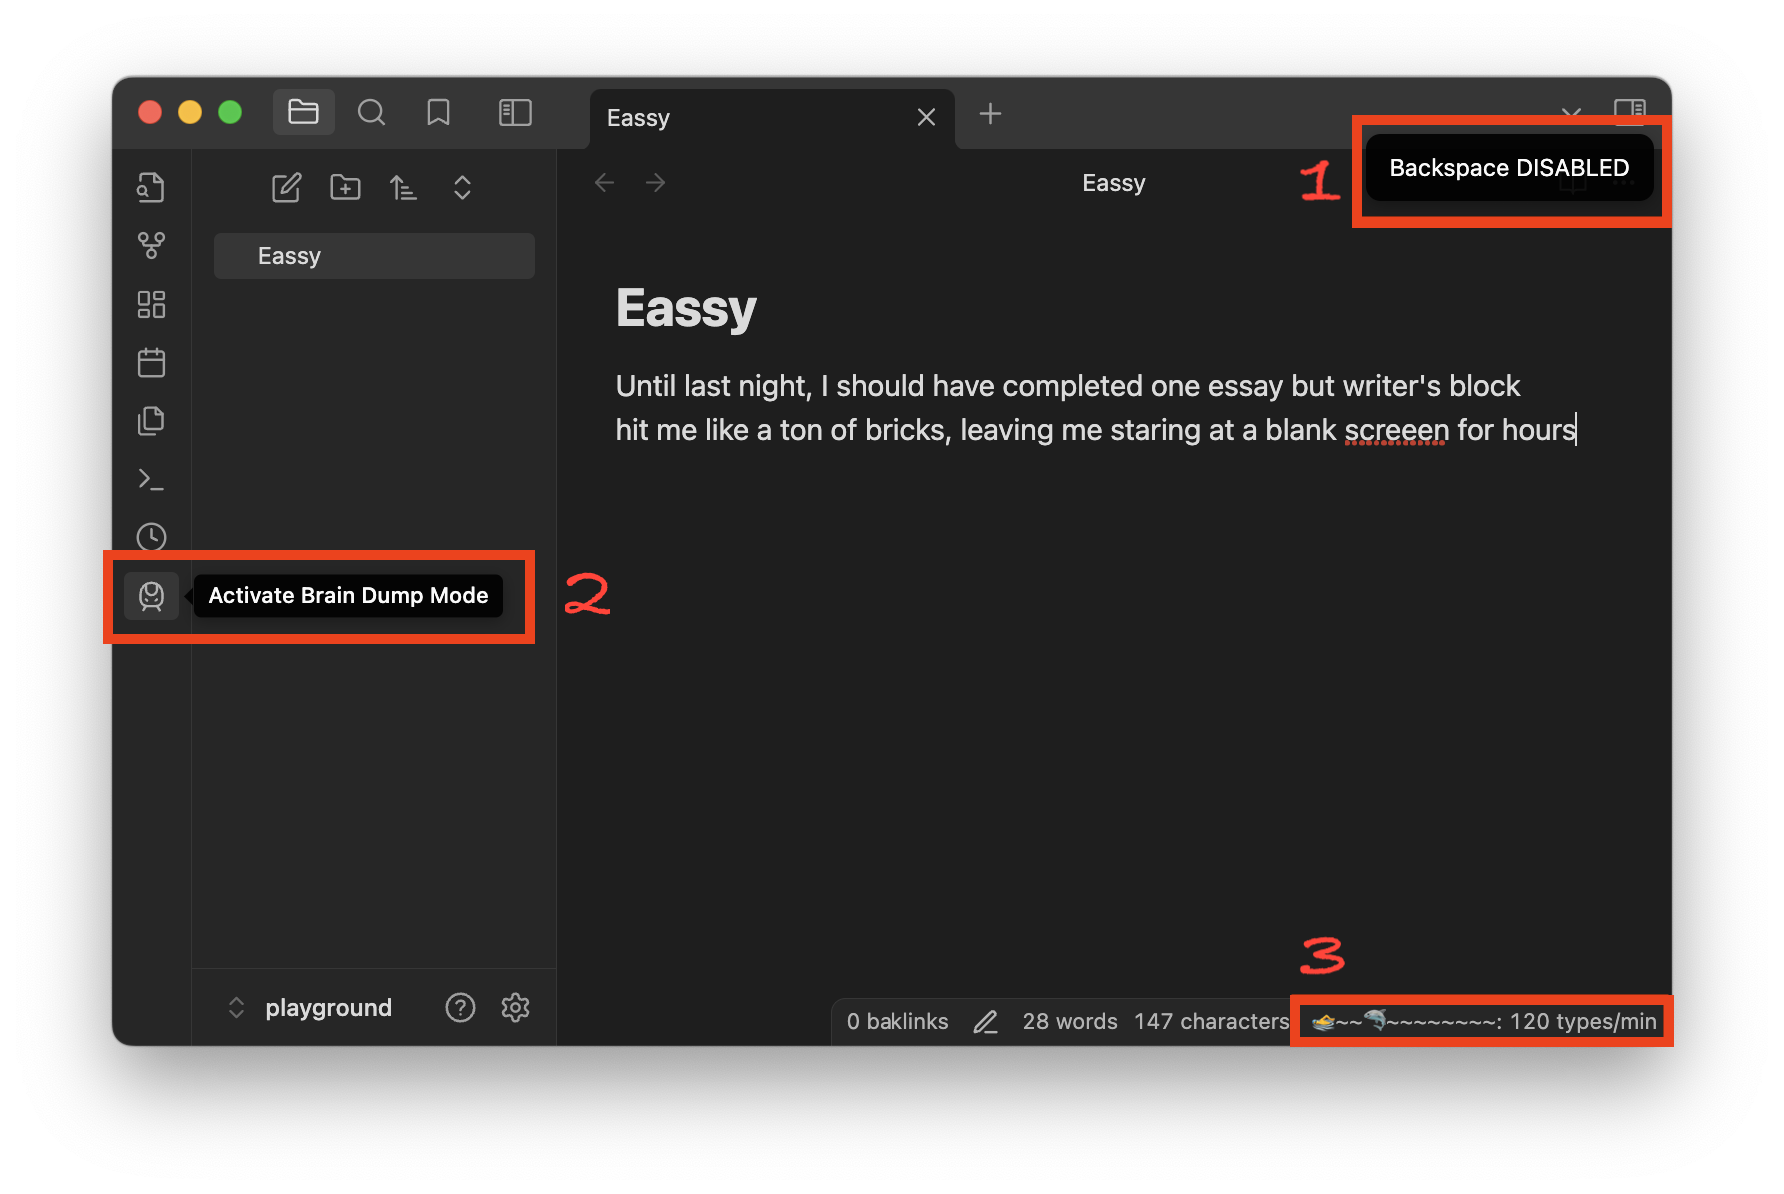 Eassy
1
Backspace DISABLED
Eassy
Eassy
Eassy
Until last night, I should have completed one essay but writer's block
hit me like a ton of bricks, leaving me staring at a blank screeen for hours
Activate Brain Dump Mode
2
3
playground
0 baklinks
28 words
147 characters
~~🐬~~~~~~~~: 120 types/min